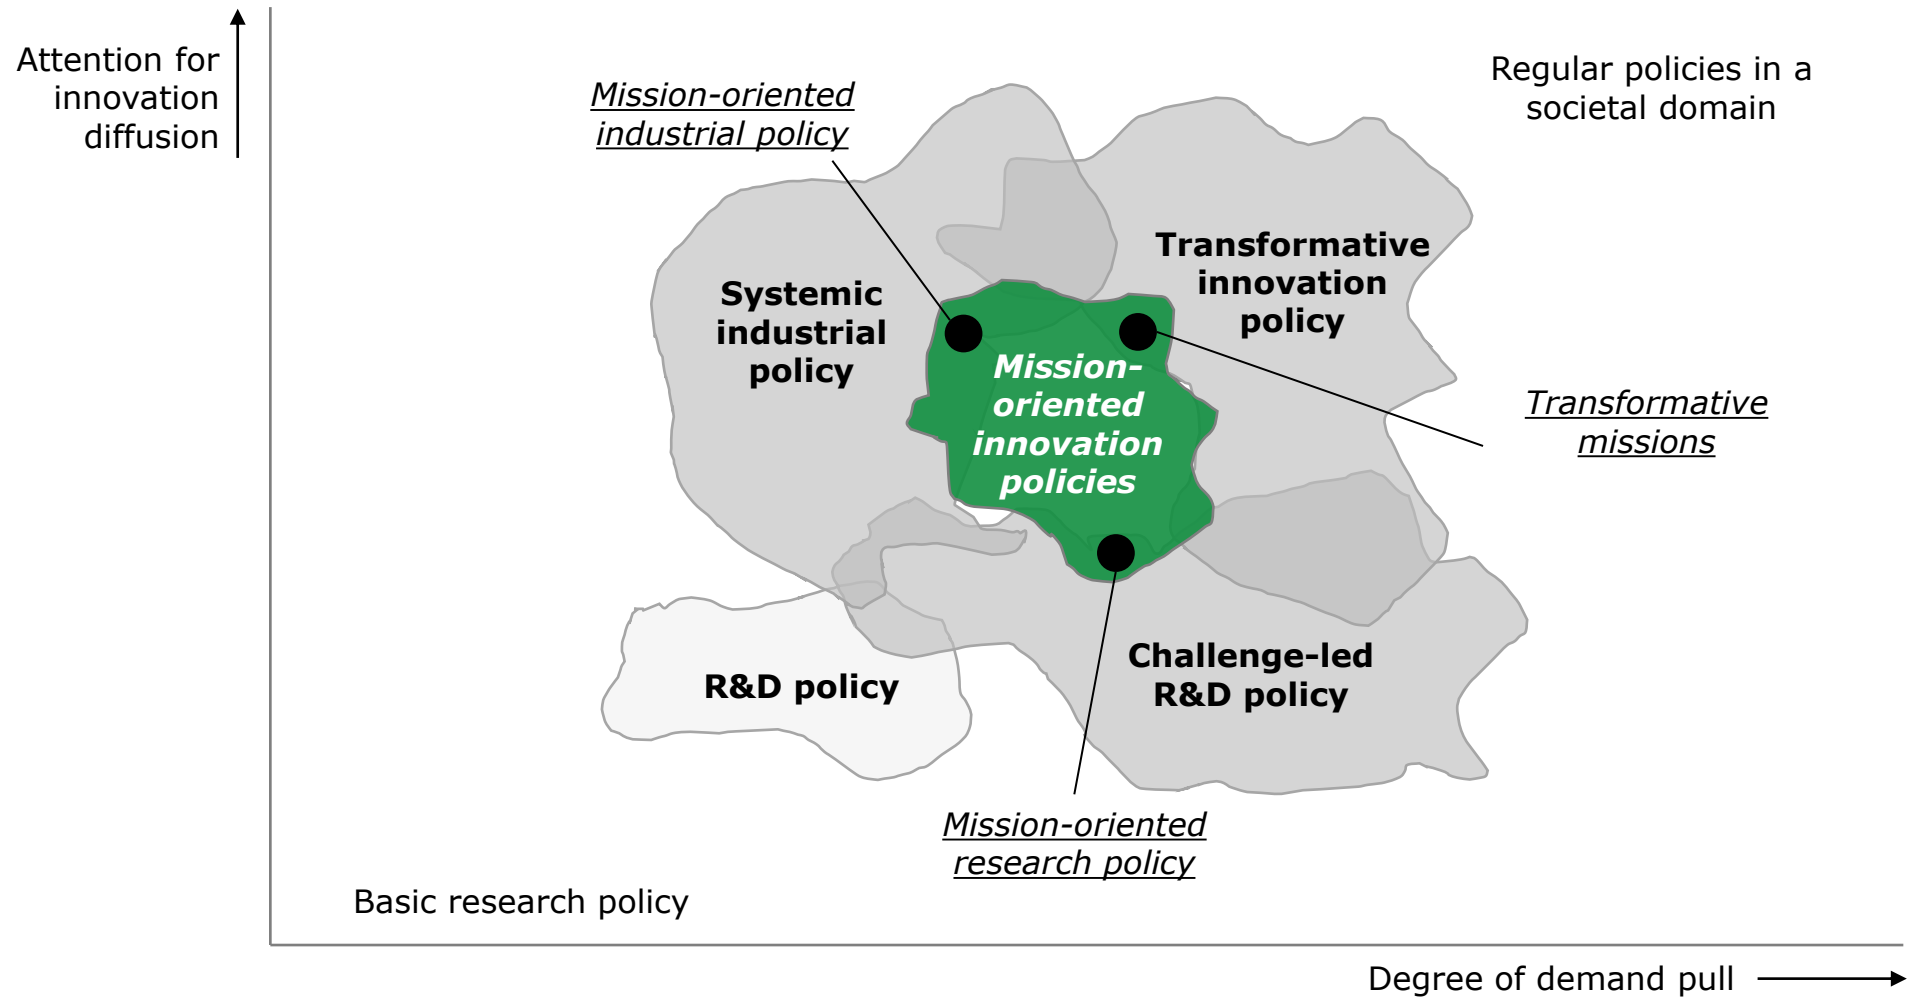 Attention for
innovation
diffusion
Mission-oriented
industrial policy
Regular policies in a
societal domain
Systemic
industrial
policy
Transformative
innovation
policy
Mission-
oriented
innovation
policies
Transformative
missions
R&D policy
Challenge-led
R&D policy
Mission-oriented
research policy
Basic research policy
Degree of demand pull